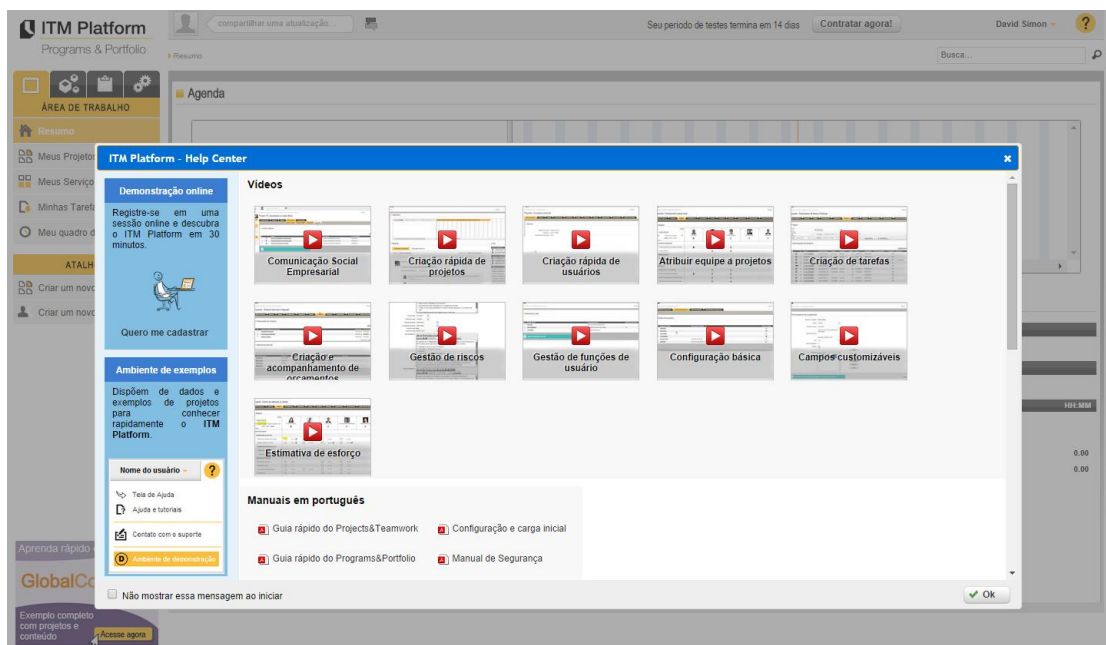 ITM Platform
Programs & Portfolio
compartilhar uma atualização...
Seu periodo de testes termina em 14 dias
Contratar agora!
David Simon
?
Resumo
Busca...
ÁREA DE TRABALHO
Agenda
Resumo
Meus Projetos
Meus Serviço
Minhas Taref
Meu quadro d
ATALH
Criar um novo
Criar um novo
ITM Platform - Help Center
Demonstração online
Registre-se em uma
sessão online e descubra
o ITM Platform em 30
minutos.
Quero me cadastrar
Ambiente de exemplos
Dispõem de dados e
exemplos de projetos
para conhecer
rapidamente o ITM
Platform.
Nome do usuário
?
Tela de Ajuda
Ajuda e tutoriais
Contato com o suporte
D Ambiente de demonstração
Vídeos
Comunicação Social
Empresarial
Criação rápida de
projetos
Criação rápida de
usuários
Atribuir equipe a projetos
Criação de tarefas
Criação e
acompanhamento de
orçamentos
Gestão de riscos
Gestão de funções de
usuário
Configuração básica
Campos customizáveis
Estimativa de esforço
Manuais em português
Guia rápido do Projects&Teamwork
Configuração e carga inicial
Guia rápido do Programs&Portfolio
Manual de Segurança
Não mostrar essa mensagem ao iniciar
Ok
HH:MM
0.00
0.00
Aprenda rápido
GlobalCo
Exemplo completo
com projetos e
conteúdo
Acesse agora